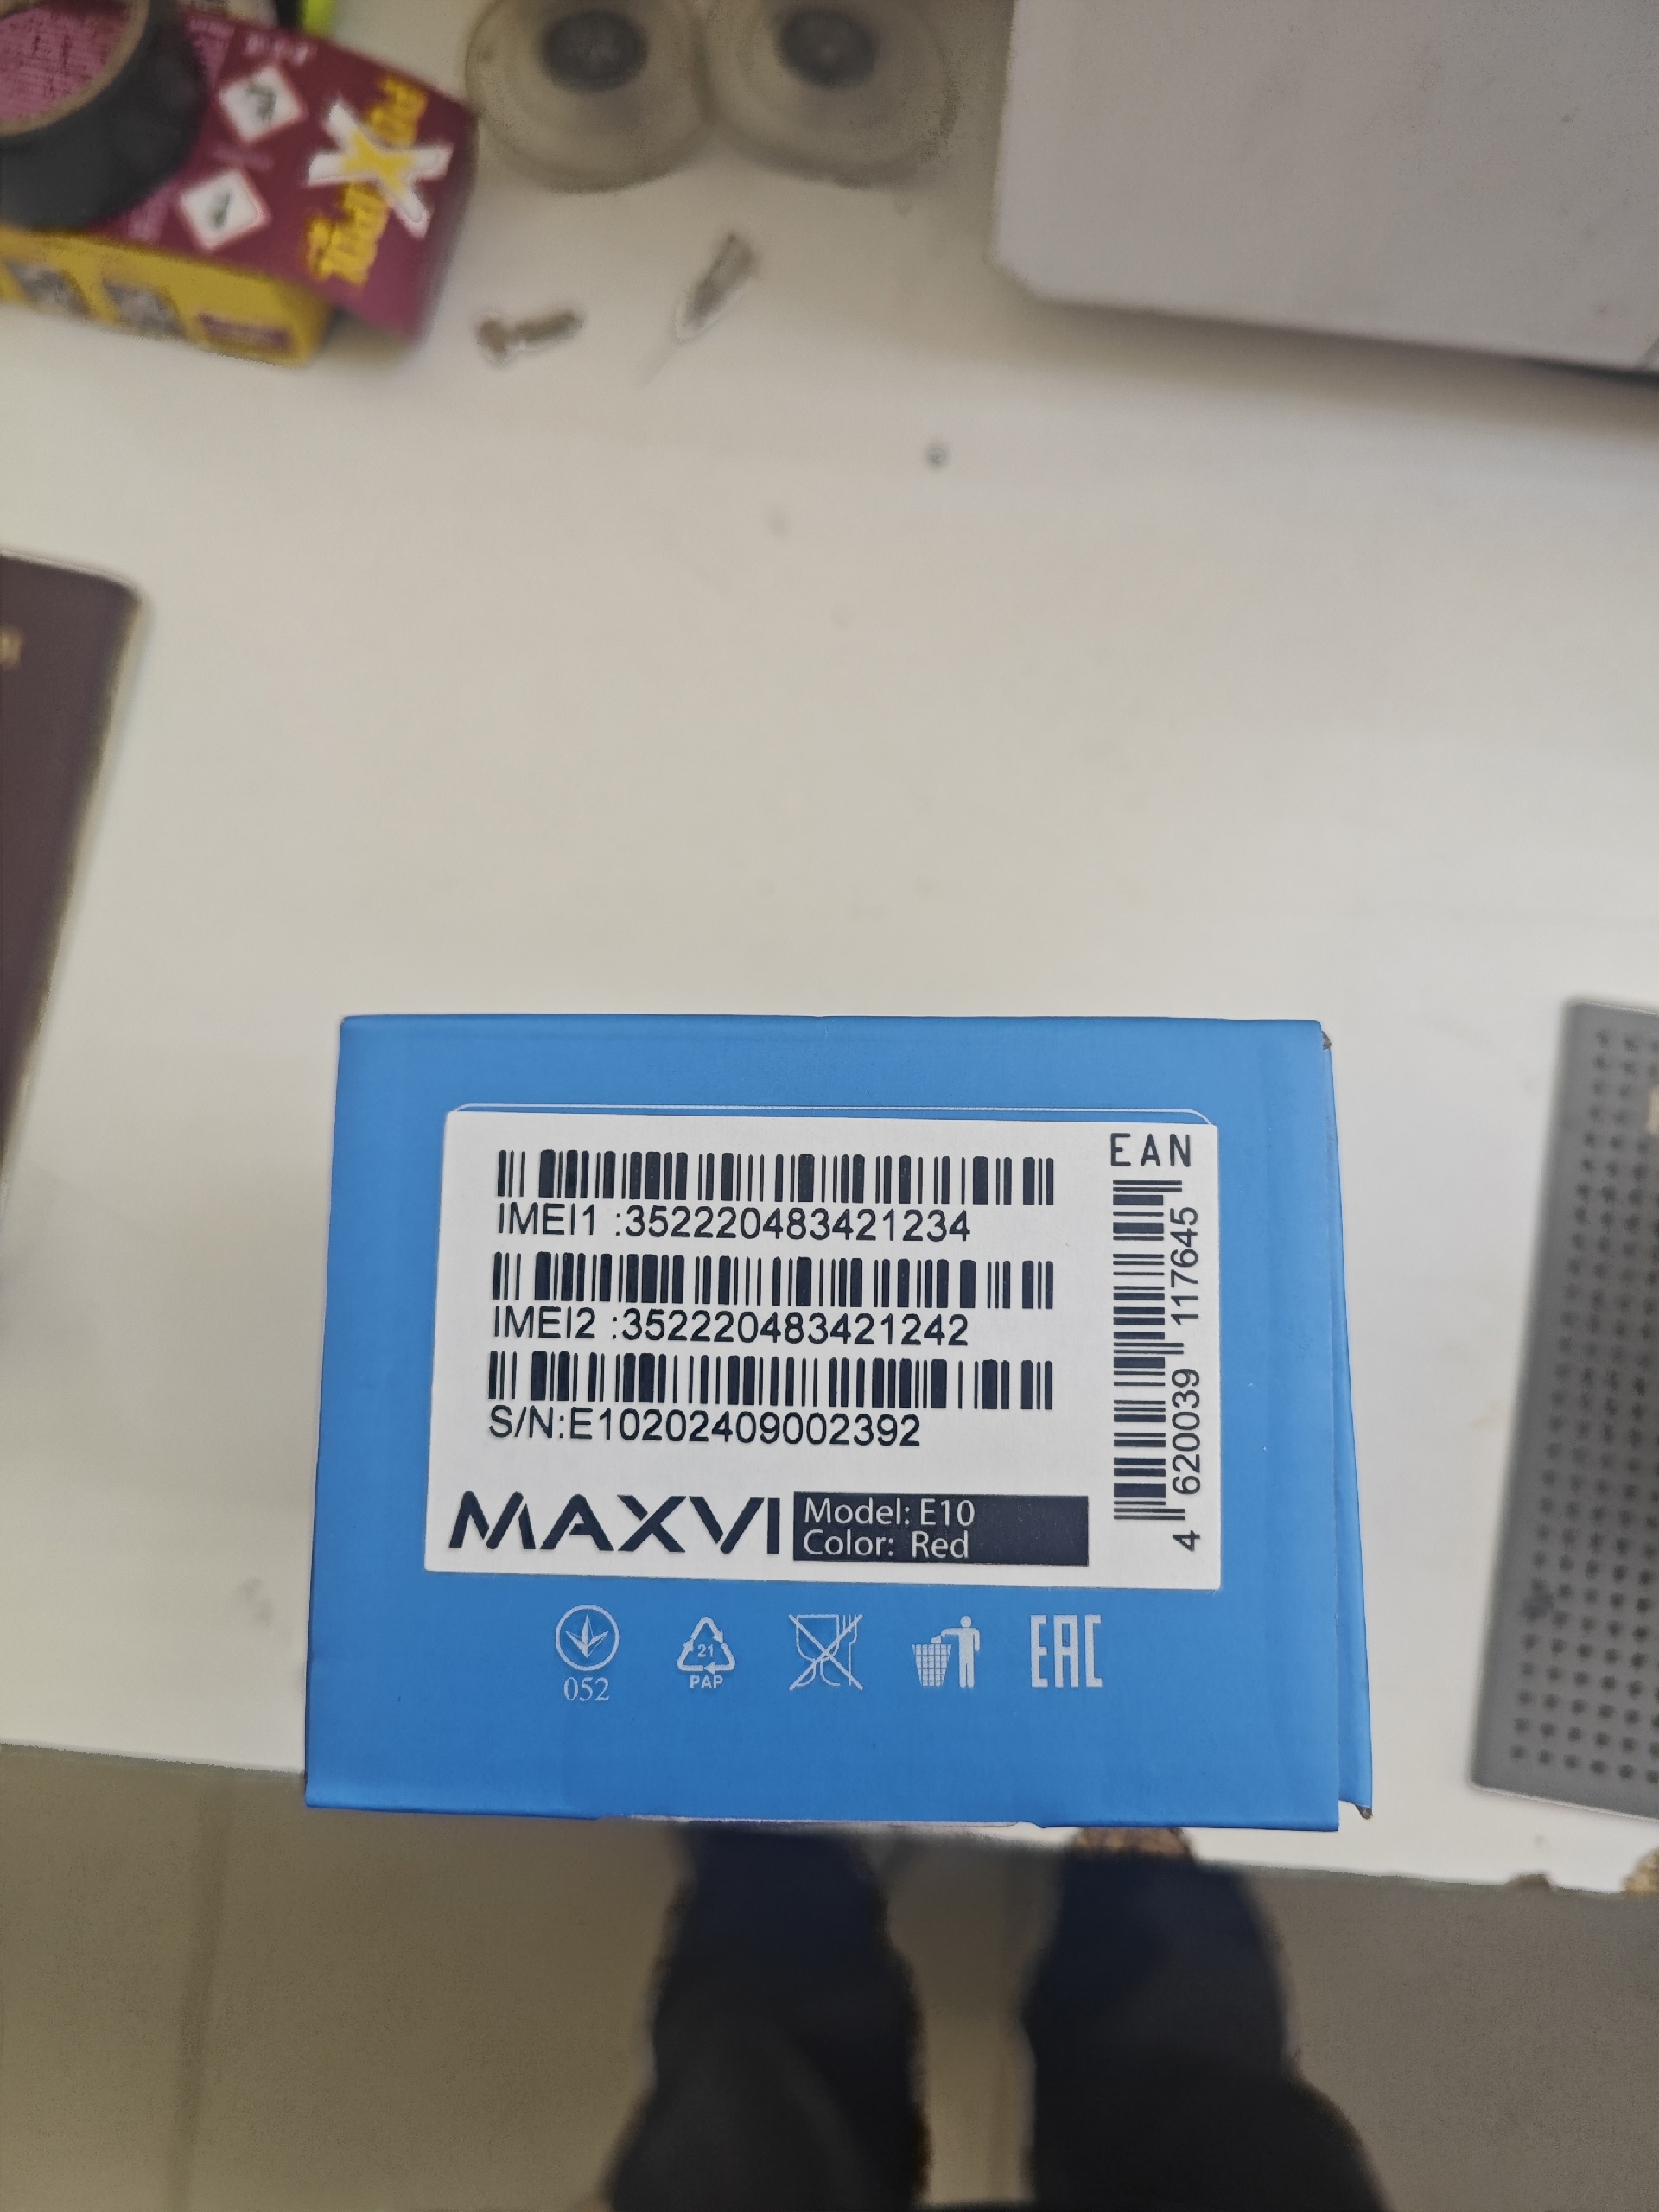 IMEI1 :352220483421234
IMEI2 :352220483421242
S/N:E10202409002392
EAN
4 620039 117645
MAXVI
Model: E10
Color: Red
052
21
PAP
EAC